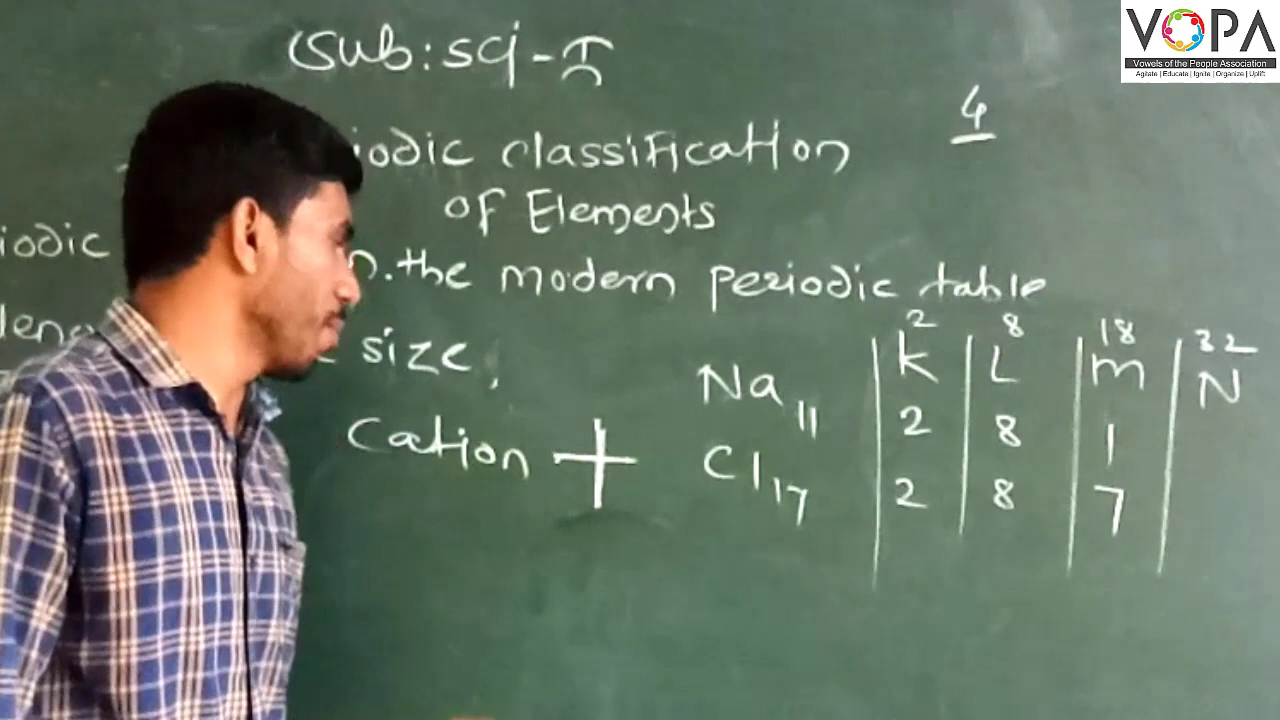 VOPA
Vowels of the People Association
Agitate | Educate | Ignite | Organize | Uplift
Sub: sci - I
4
iodic classification
of Elements
iodic n. the modern periodic table
size,
2 8 18 32
K L M N
Na 11 2 8 1
Cation +
Cl 17 2 8 7